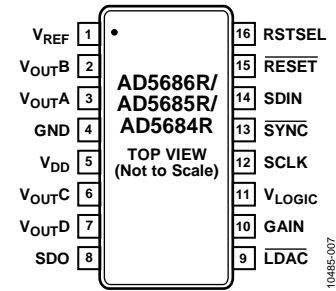 VREF 1
VOUTB 2
VOUTA 3
GND 4
VDD 5
VOUTC 6
VOUTD 7
SDO 8
AD5686R/
AD5685R/
AD5684R
TOP VIEW
(Not to Scale)
16 RSTSEL
15 RESET
14 SDIN
13 SYNC
12 SCLK
11 VLOGIC
10 GAIN
9 LDAC
10485-007